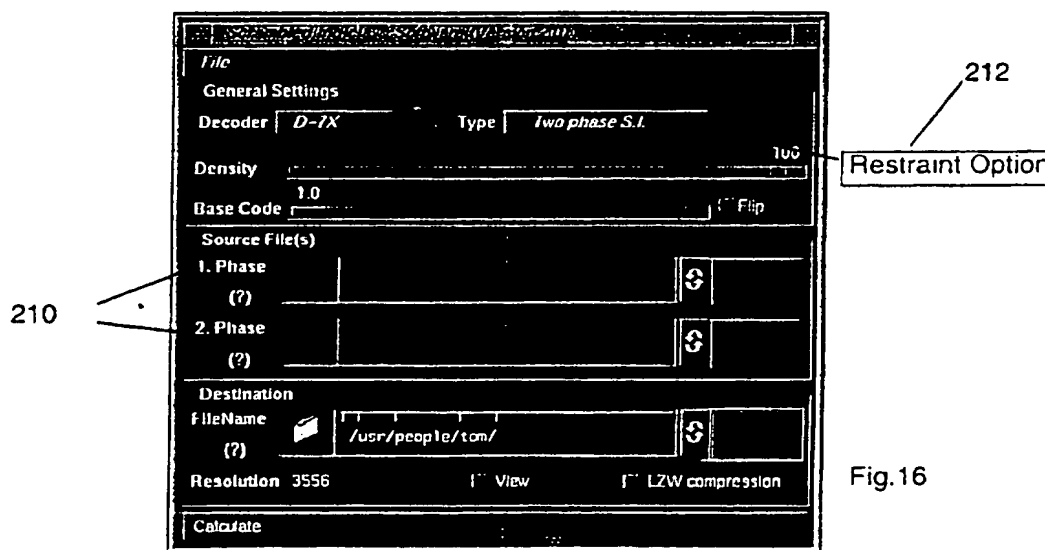 File
General Settings
Decoder D-7X Type Two phase S.I.
212
100
Density
Restraint Option
1.0
Base Code Flip
Source File(s)
1. Phase
(?)
210
2. Phase
(?)
Destination
FileName
/usr/people/tom/
(?)
Resolution 3556 View LZW compression
Fig.16
Calculate